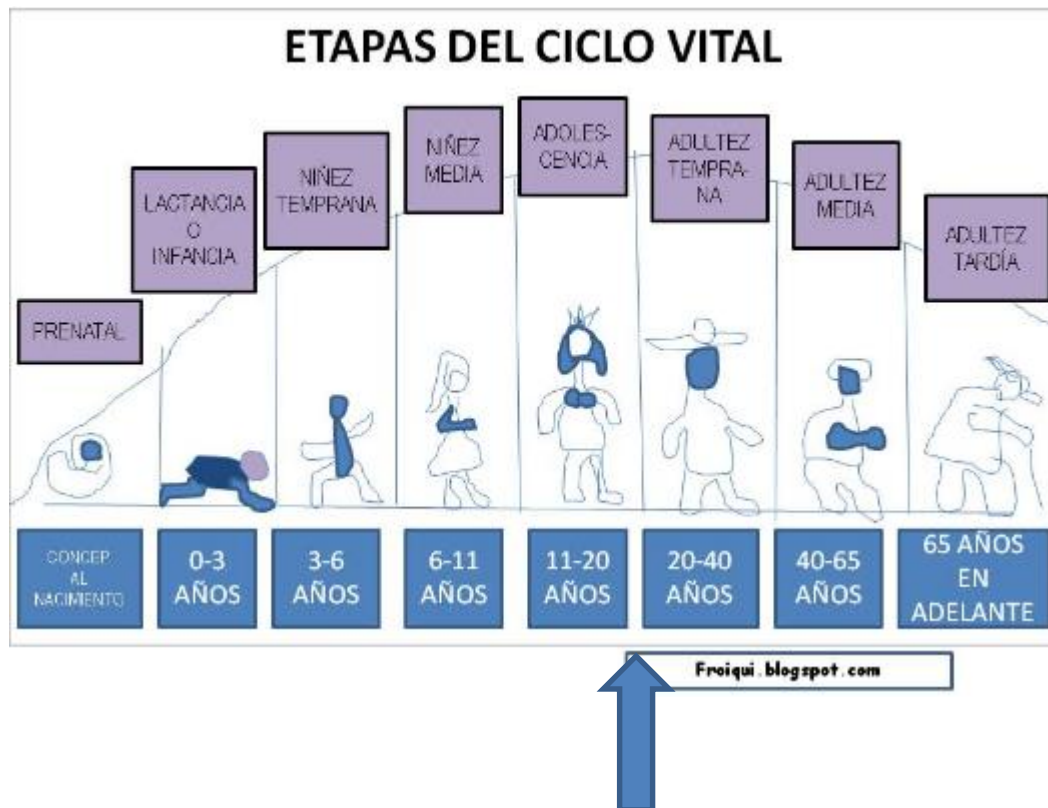 ETAPAS DEL CICLO VITAL
PRENATAL
LACTANCIA
O
INFANCIA
NIÑEZ
TEMPRANA
NIÑEZ
MEDIA
ADOLES-
CENCIA
ADULTEZ
TEMPRA-
NA
ADULTEZ
MEDIA
ADULTEZ
TARDÍA
CONCEP
AL
NACIMIENTO
0-3
AÑOS
3-6
AÑOS
6-11
AÑOS
11-20
AÑOS
20-40
AÑOS
40-65
AÑOS
65 AÑOS
EN
ADELANTE
Froiqui.blogspot.com